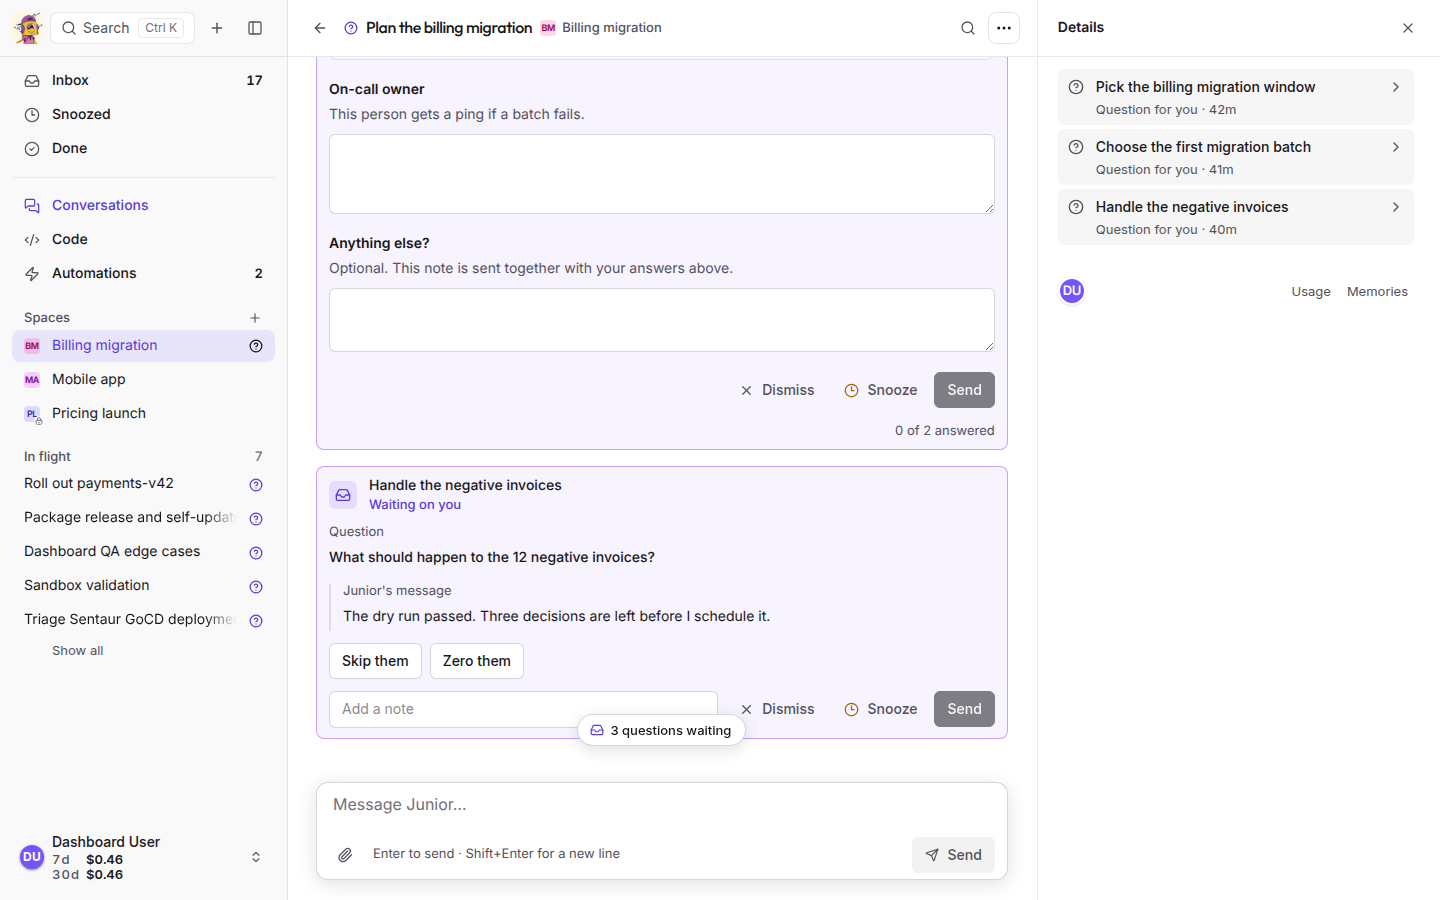 Search Ctrl K
Inbox 17
Snoozed
Done
Conversations
Code
Automations 2
Spaces
BM Billing migration
MA Mobile app
PL Pricing launch
In flight 7
Roll out payments-v42
Package release and self-updat
Dashboard QA edge cases
Sandbox validation
Triage Sentaur GoCD deployme
Show all
DU Dashboard User
7d $0.46
30d $0.46
Plan the billing migration BM Billing migration
On-call owner
This person gets a ping if a batch fails.
Anything else?
Optional. This note is sent together with your answers above.
Dismiss Snooze Send
0 of 2 answered
Handle the negative invoices
Waiting on you
Question
What should happen to the 12 negative invoices?
Junior's message
The dry run passed. Three decisions are left before I schedule it.
Skip them Zero them
Add a note Dismiss Snooze Send
3 questions waiting
Message Junior...
Enter to send · Shift+Enter for a new line Send
Details
Pick the billing migration window
Question for you · 42m
Choose the first migration batch
Question for you · 41m
Handle the negative invoices
Question for you · 40m
DU Usage Memories